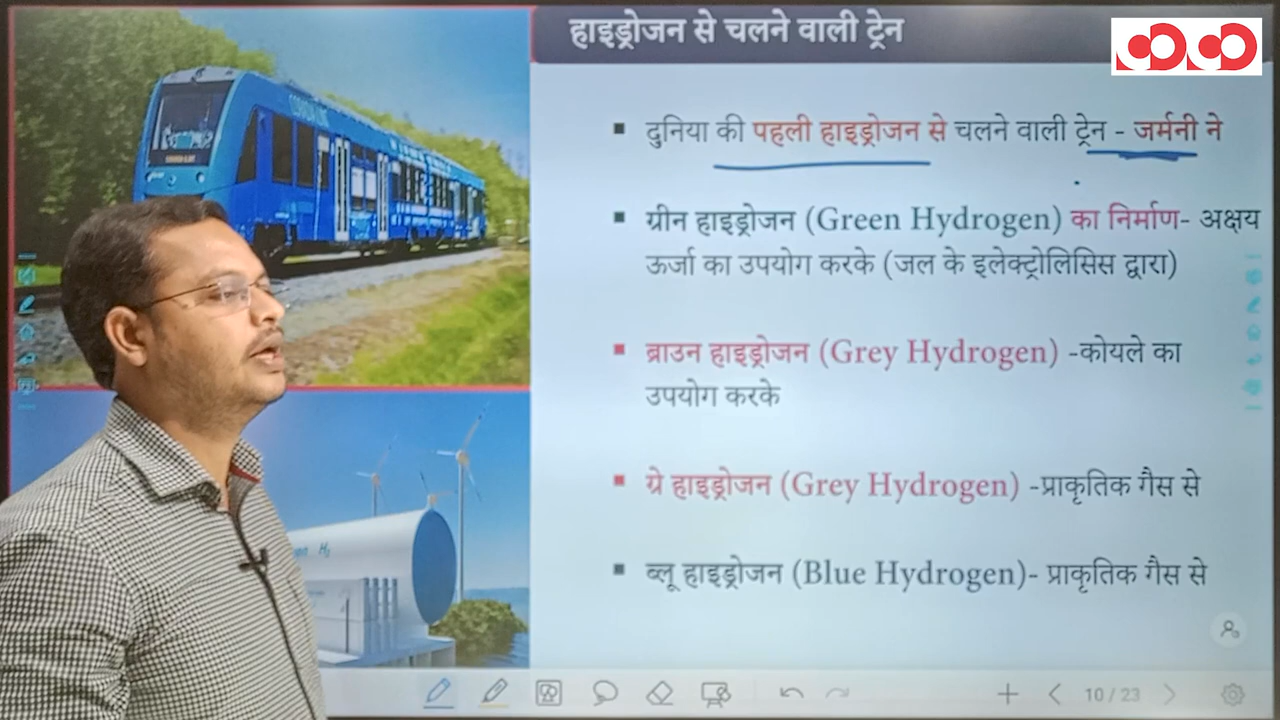 हाइड्रोजन से चलने वाली ट्रेन
दुनिया की पहली हाइड्रोजन से चलने वाली ट्रेन - जर्मनी ने
ग्रीन हाइड्रोजन (Green Hydrogen) का निर्माण- अक्षय
ऊर्जा का उपयोग करके (जल के इलेक्ट्रोलिसिस द्वारा)
ब्राउन हाइड्रोजन (Grey Hydrogen) -कोयले का
उपयोग करके
ग्रे हाइड्रोजन (Grey Hydrogen) -प्राकृतिक गैस से
ब्लू हाइड्रोजन (Blue Hydrogen)- प्राकृतिक गैस से
H₂
10 / 23